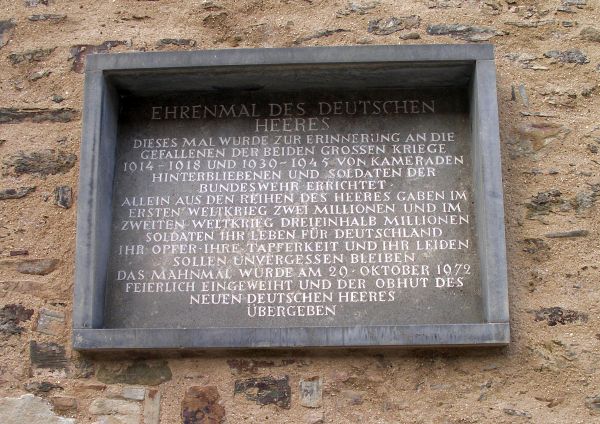 EHRENMAL DES DEUTSCHEN
HEERES
DIESES MAL WURDE ZUR ERINNERUNG AN DIE
GEFALLENEN DER BEIDEN GROSSEN KRIEGE
1914-1918 UND 1939-1945 VON KAMERADEN
HINTERBLIEBENEN UND SOLDATEN DER
BUNDESWEHR ERRICHTET·
ALLEIN AUS DEN REIHEN DES HEERES GABEN IM
ERSTEN WELTKRIEG ZWEI MILLIONEN UND IM
ZWEITEN WELTKRIEG DREIEINHALB MILLIONEN
SOLDATEN IHR LEBEN FÜR DEUTSCHLAND
IHR OPFER·IHRE TAPFERKEIT UND IHR LEIDEN
SOLLEN UNVERGESSEN BLEIBEN
DAS MAHNMAL WURDE AM 29·OKTOBER 1972
FEIERLICH EINGEWEIHT UND DER OBHUT DES
NEUEN DEUTSCHEN HEERES
ÜBERGEBEN